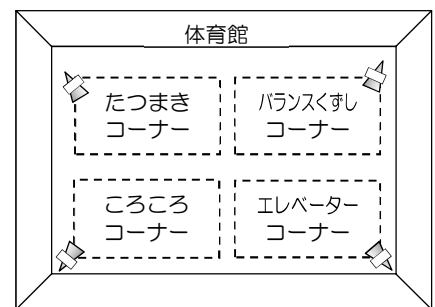 体育館
たつまき
コーナー
バランスくずし
コーナー
ころころ
コーナー
エレベーター
コーナー